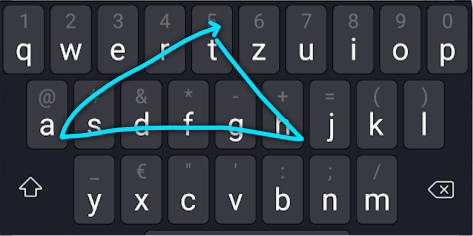 1 2 3 4 5 6 7 8 9 0
q w e r t z u i o p
@ # & * - + = ( )
a s d f g h j k l
_ € " ' : ; /
y x c v b n m